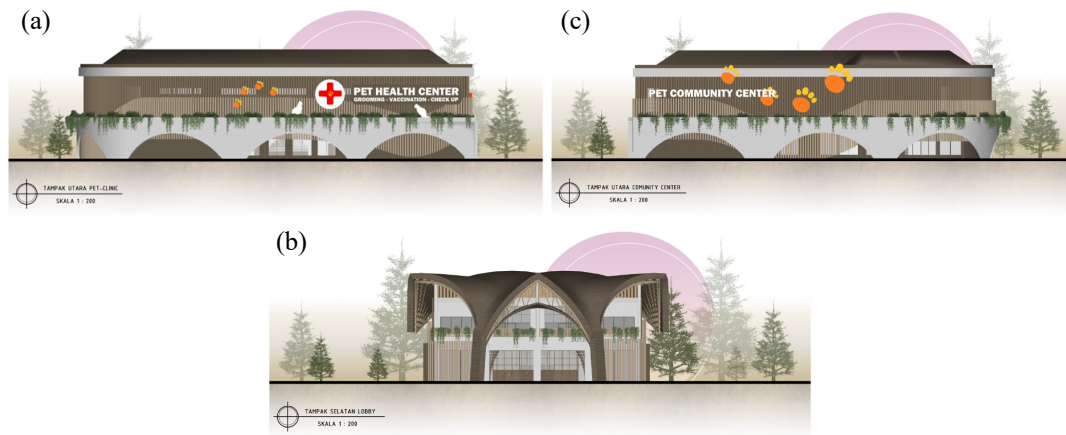 (a)
PET HEALTH CENTER
GROOMING - VACCINATION - CHECK UP
TAMPAK UTARA PET-CLINIC
SKALA 1 : 200
(c)
PET COMMUNITY CENTER
TAMPAK UTARA COMUNITY CENTER
SKALA 1 : 200
(b)
TAMPAK SELATAN LOBBY
SKALA 1 : 200